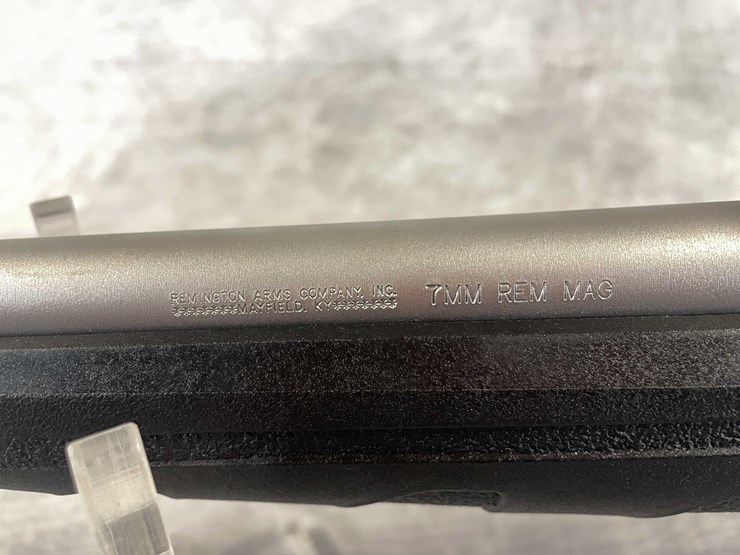 REMINGTON ARMS COMPANY, INC.
********MAYFIELD, KY********
7MM REM MAG